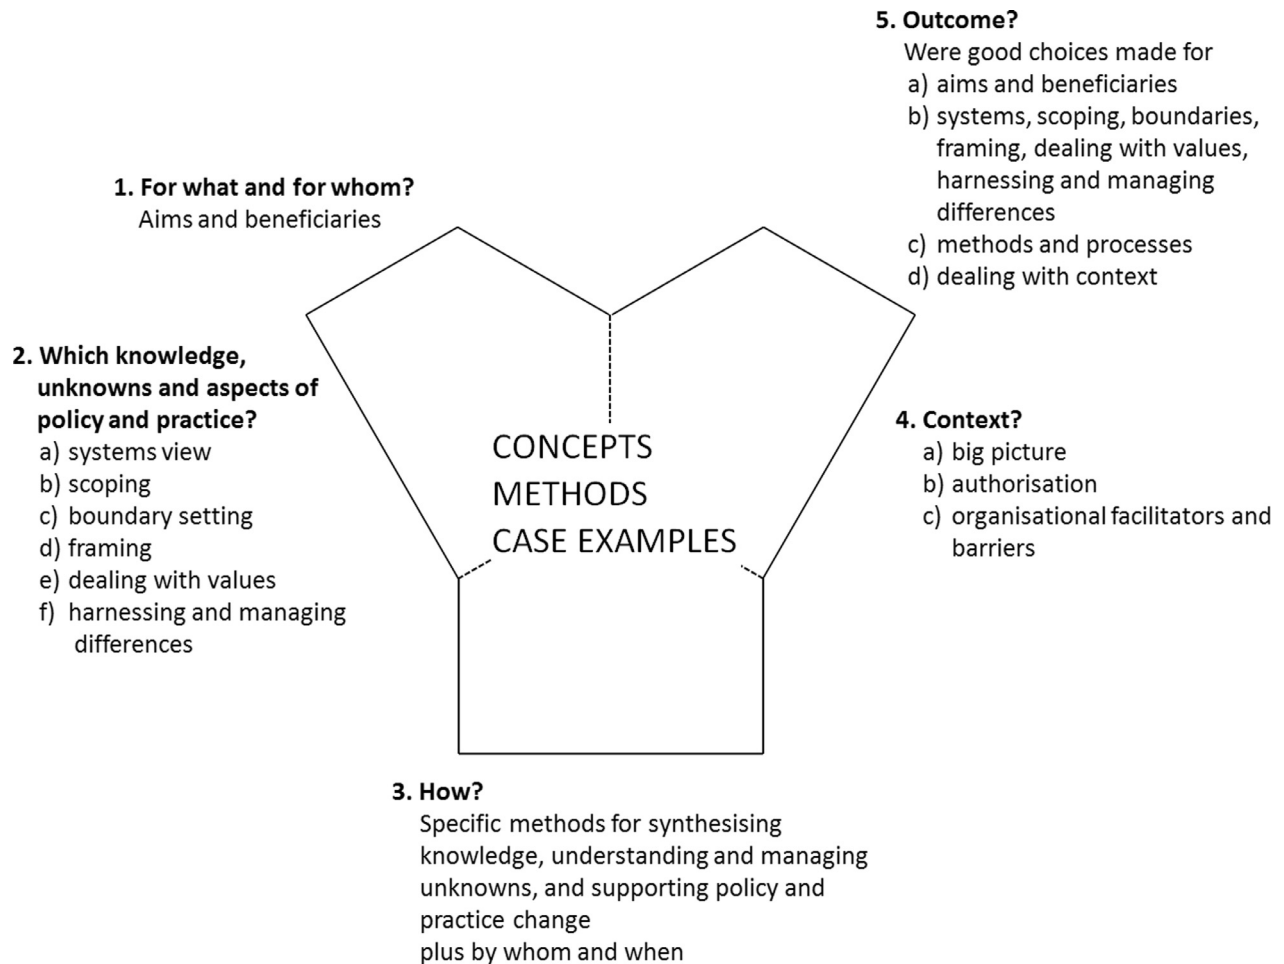 1. For what and for whom?
Aims and beneficiaries
2. Which knowledge,
unknowns and aspects of
policy and practice?
a) systems view
b) scoping
c) boundary setting
d) framing
e) dealing with values
f) harnessing and managing
differences
CONCEPTS
METHODS
CASE EXAMPLES
3. How?
Specific methods for synthesising
knowledge, understanding and managing
unknowns, and supporting policy and
practice change
plus by whom and when
4. Context?
a) big picture
b) authorisation
c) organisational facilitators and
barriers
5. Outcome?
Were good choices made for
a) aims and beneficiaries
b) systems, scoping, boundaries,
framing, dealing with values,
harnessing and managing
differences
c) methods and processes
d) dealing with context